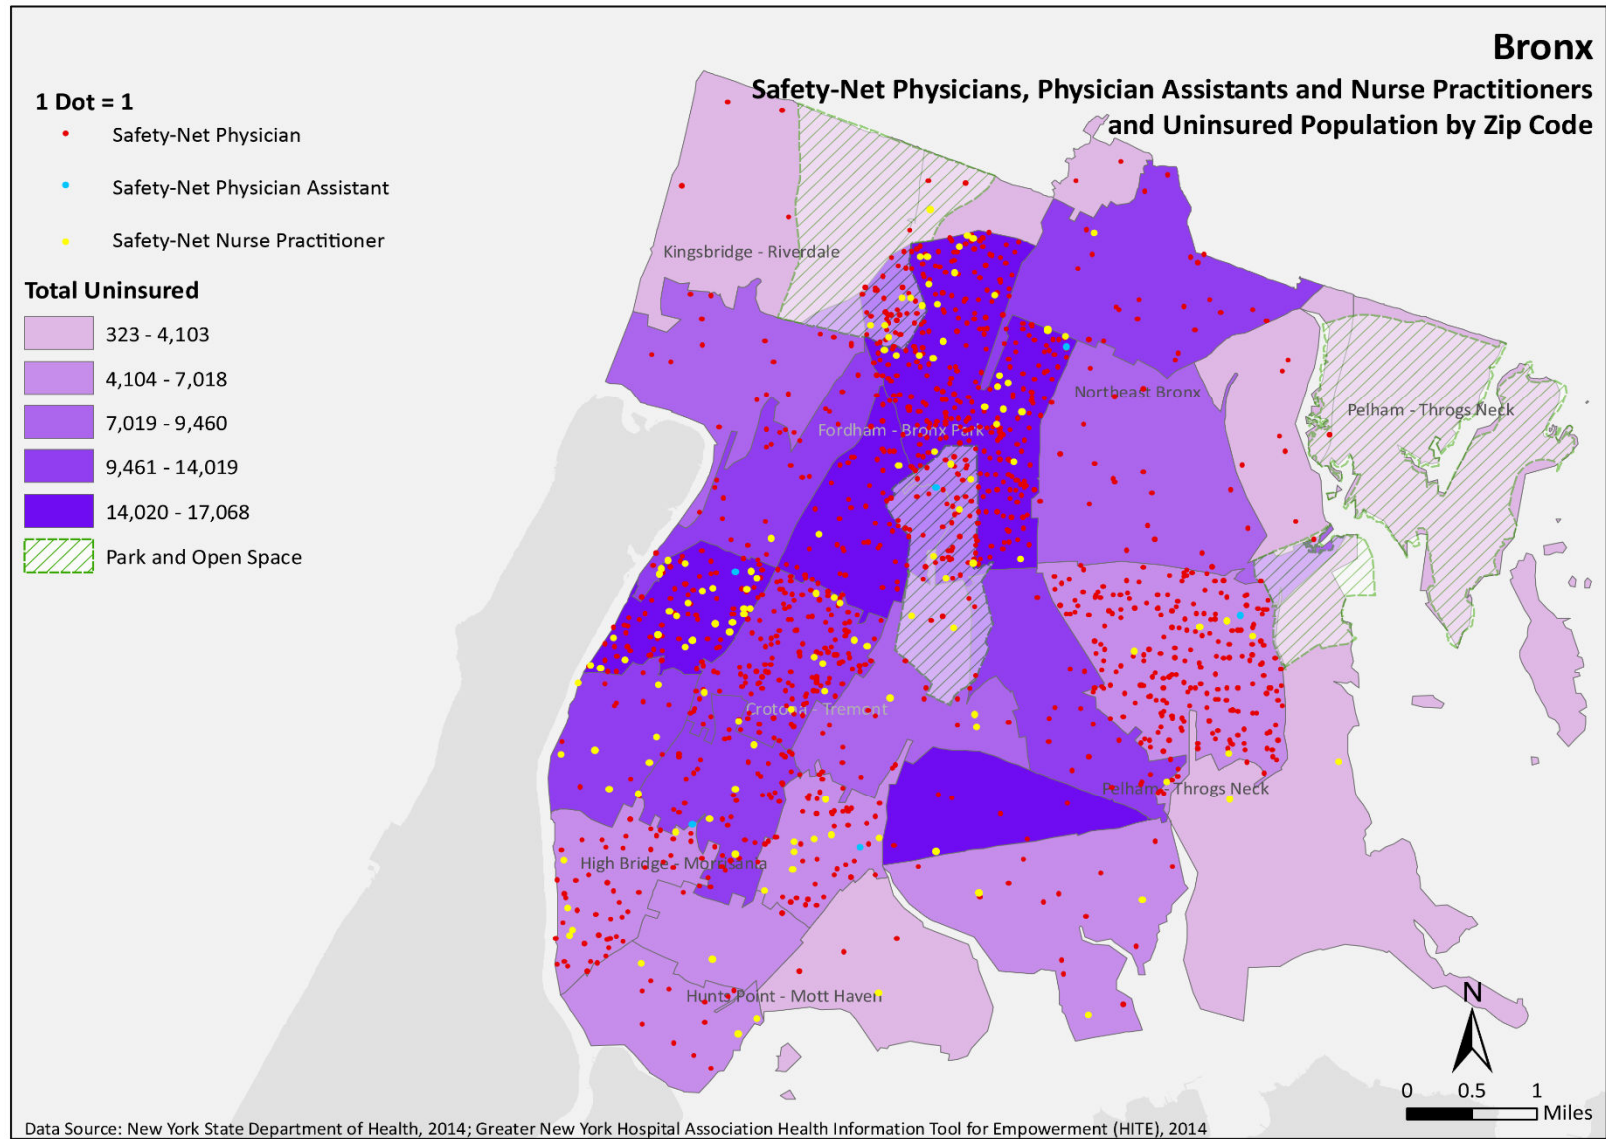 Bronx
Safety-Net Physicians, Physician Assistants and Nurse Practitioners
and Uninsured Population by Zip Code
1 Dot = 1
Safety-Net Physician
Safety-Net Physician Assistant
Safety-Net Nurse Practitioner
Total Uninsured
323 - 4,103
4,104 - 7,018
7,019 - 9,460
9,461 - 14,019
14,020 - 17,068
Park and Open Space
Kingsbridge - Riverdale
Northeast Bronx
Pelham - Throgs Neck
Fordham - Bronx Park
Crotona - Tremont
Pelham - Throgs Neck
High Bridge - Morrisania
Hunts Point - Mott Haven
N
0 0.5 1
Miles
Data Source: New York State Department of Health, 2014; Greater New York Hospital Association Health Information Tool for Empowerment (HITE), 2014